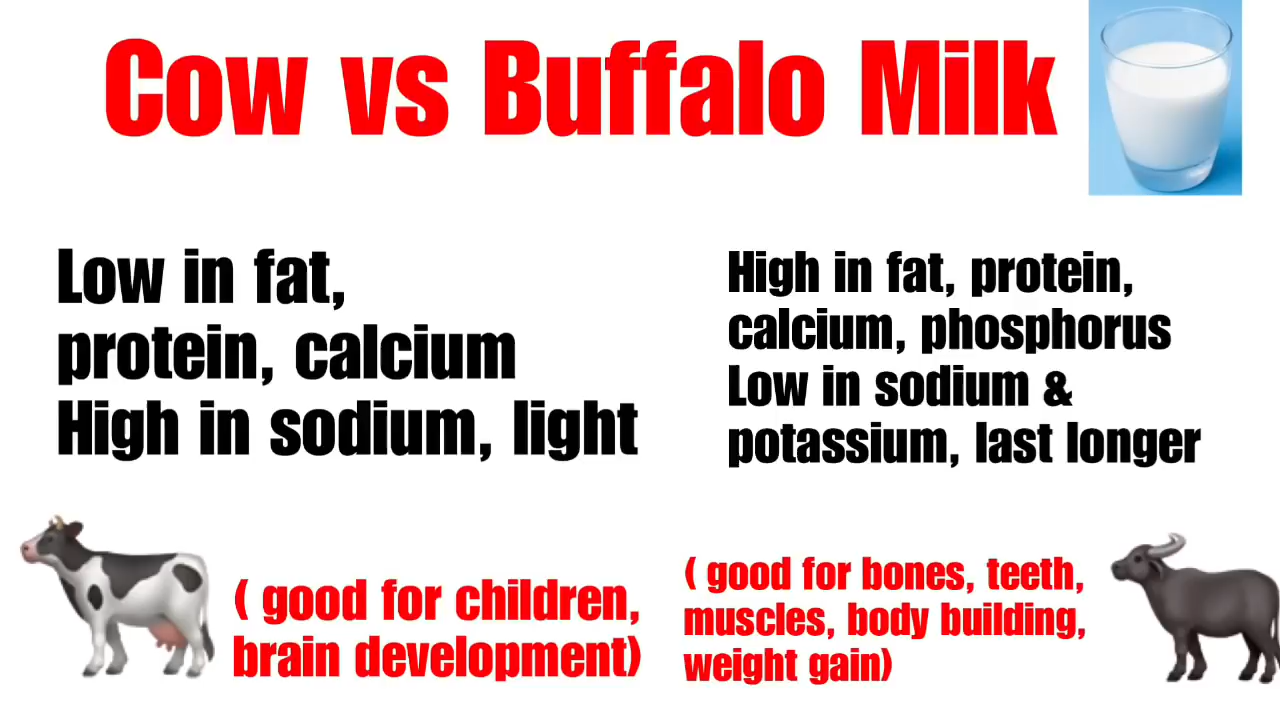 Cow vs Buffalo Milk
Low in fat,
protein, calcium
High in sodium, light
( good for children,
brain development)
High in fat, protein,
calcium, phosphorus
Low in sodium &
potassium, last longer
( good for bones, teeth,
muscles, body building,
weight gain)